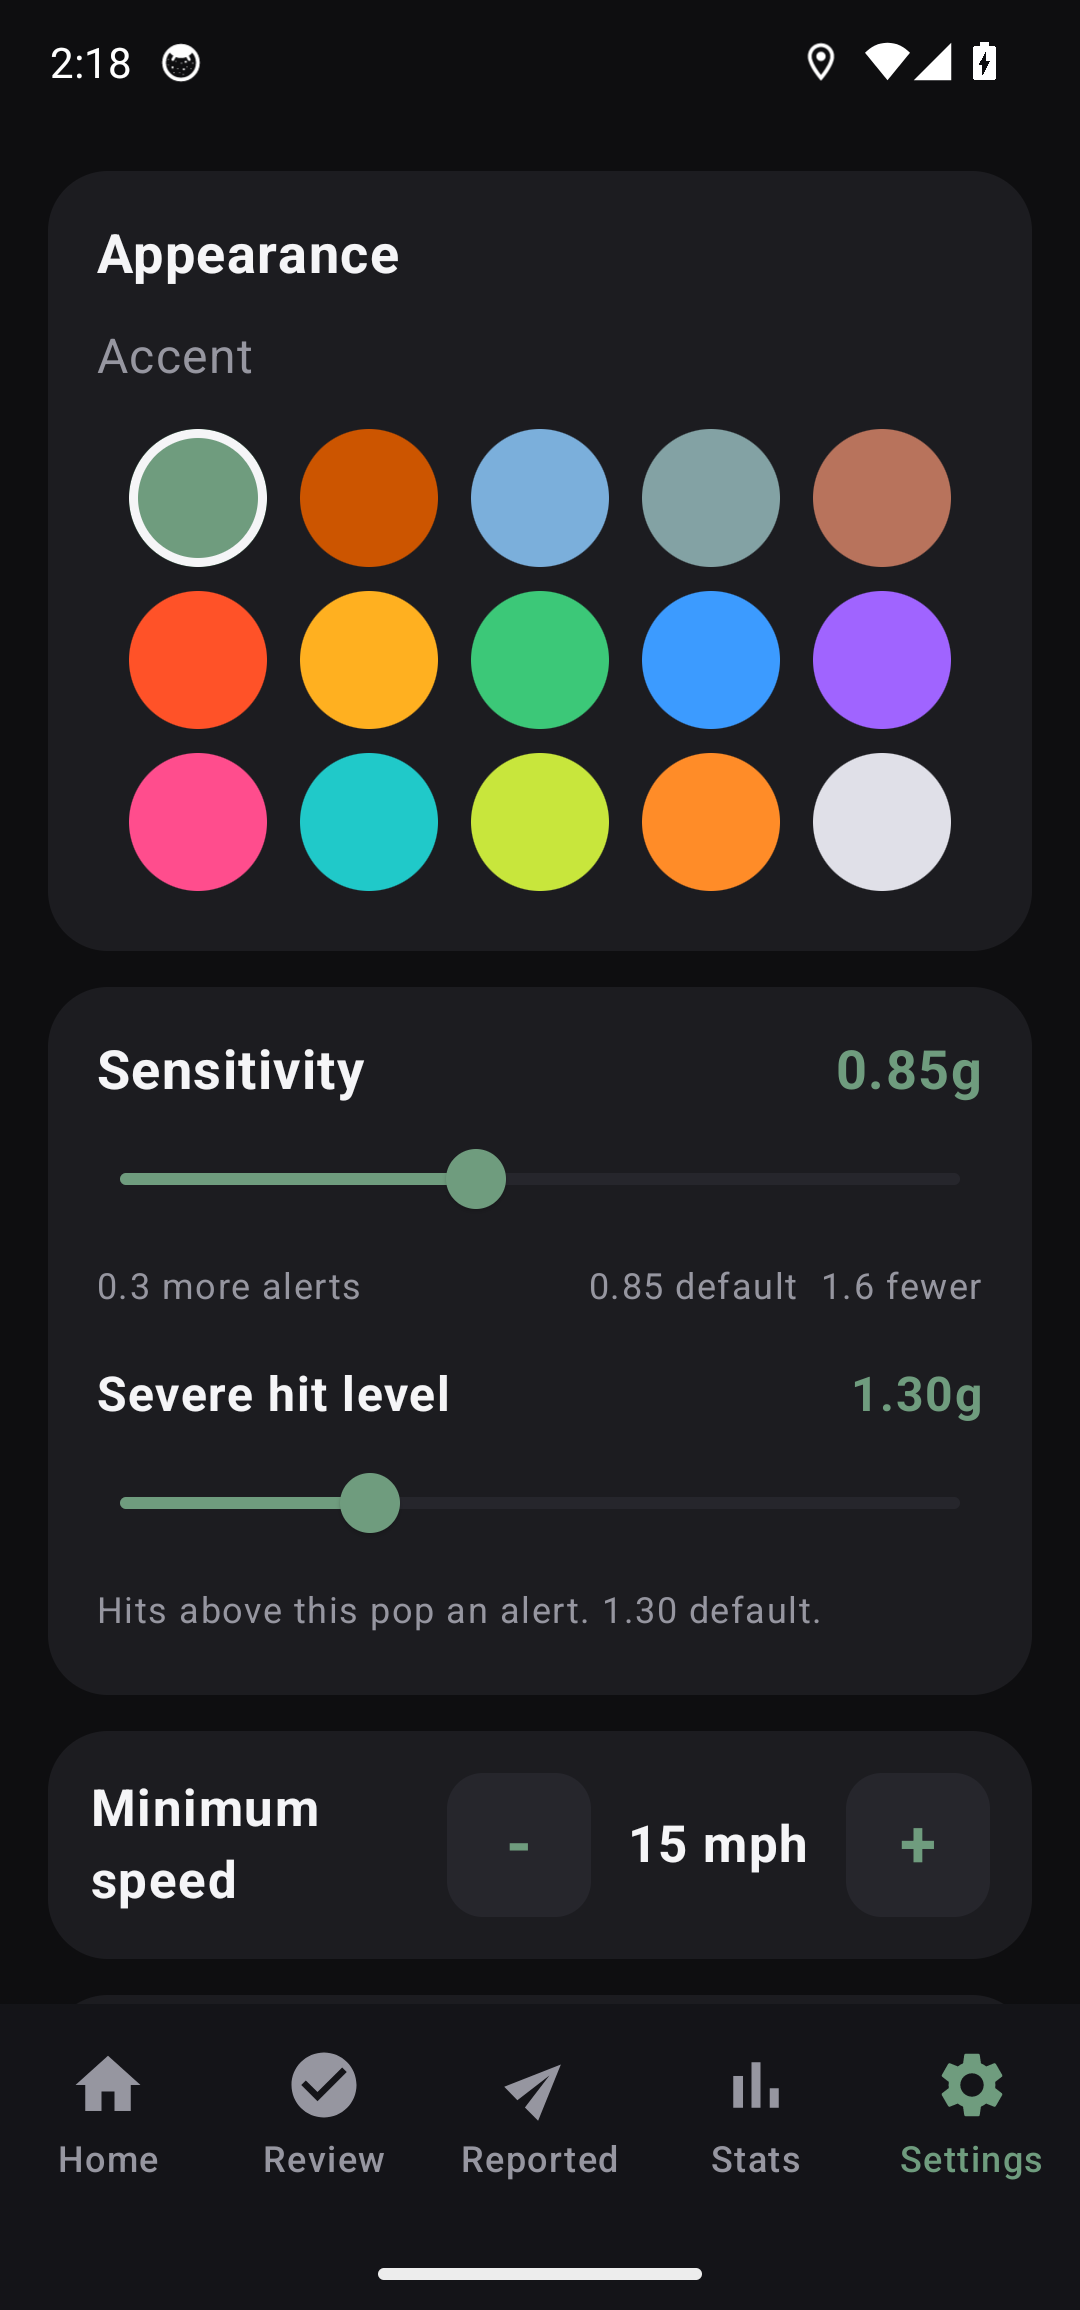 2:18
Appearance
Accent
Sensitivity 0.85g
0.3 more alerts 0.85 default 1.6 fewer
Severe hit level 1.30g
Hits above this pop an alert. 1.30 default.
Minimum
speed
- 15 mph +
Home Review Reported Stats Settings